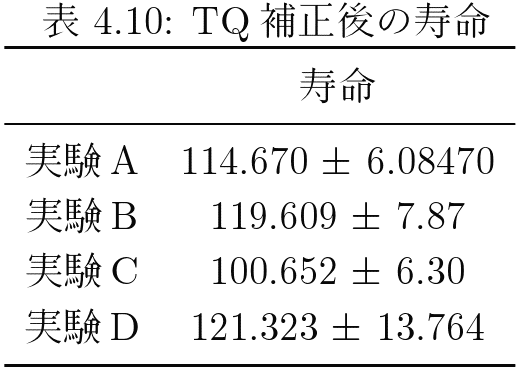 表 4.10: TQ 補正後の寿命
寿命
実験 A 114.670 ± 6.08470
実験 B 119.609 ± 7.87
実験 C 100.652 ± 6.30
実験 D 121.323 ± 13.764